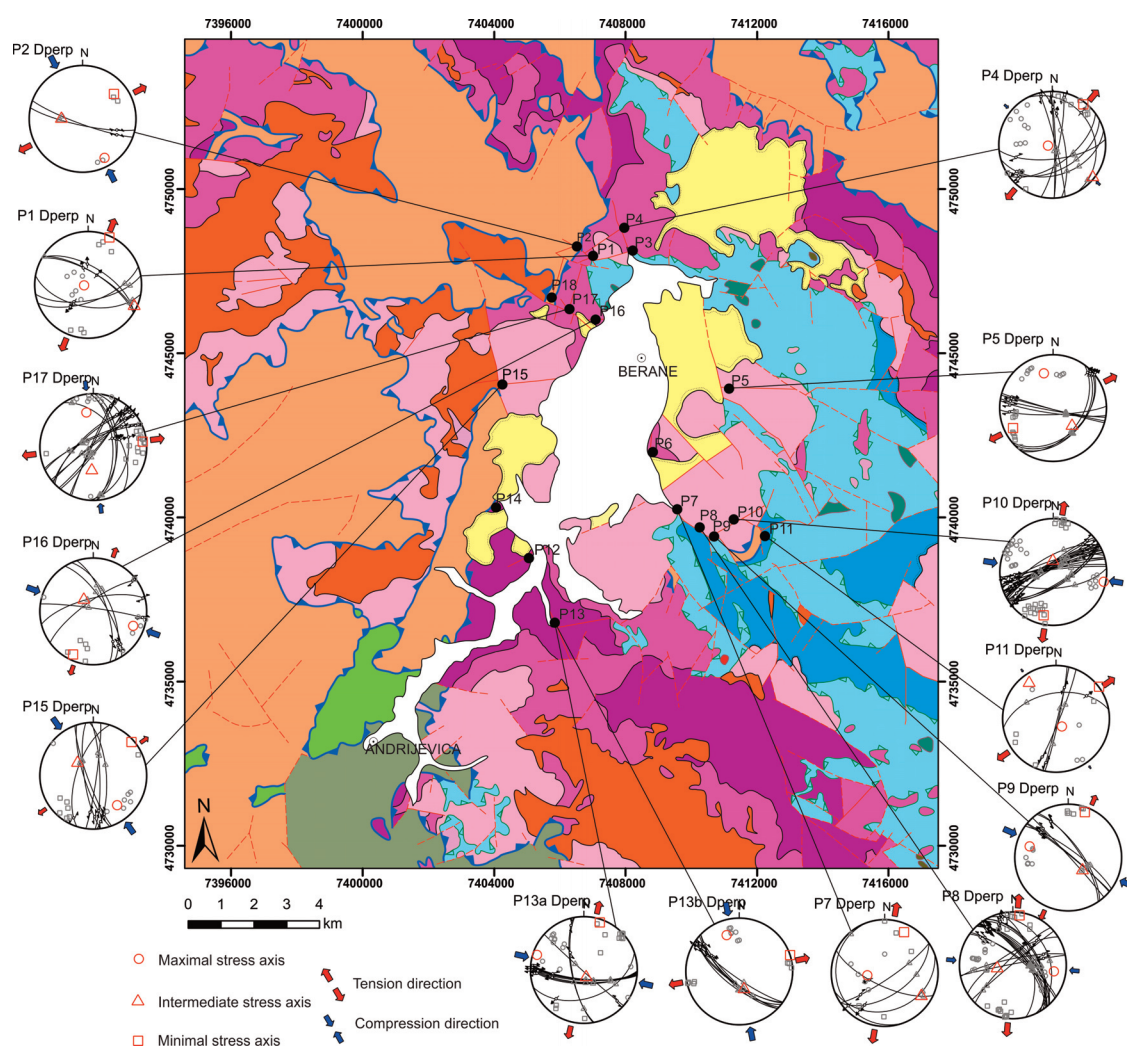 7396000 7400000 7404000 7408000 7412000 7416000
P2 Dperp
N
P4 Dperp
N
4750000
4750000
P4
P2
P3
P1
P1 Dperp
N
P18
P17
P16
4745000
4745000
BERANE
P5 Dperp
N
P17 Dperp
N
P15
P5
P6
P10 Dperp
N
4740000
4740000
P14
P7
P8
P10
P9
P11
P16 Dperp
N
P12
P13
P11 Dperp
N
4735000
4735000
P15 Dperp
N
ANDRIJEVICA
P9 Dperp
N
N
4730000
4730000
7396000 7400000 7404000 7408000 7412000 7416000
P13a Dperp
N
P13b Dperp
N
P7 Dperp
N
P8 Dperp
N
0 1 2 3 4 km
Maximal stress axis
Tension direction
Intermediate stress axis
Compression direction
Minimal stress axis